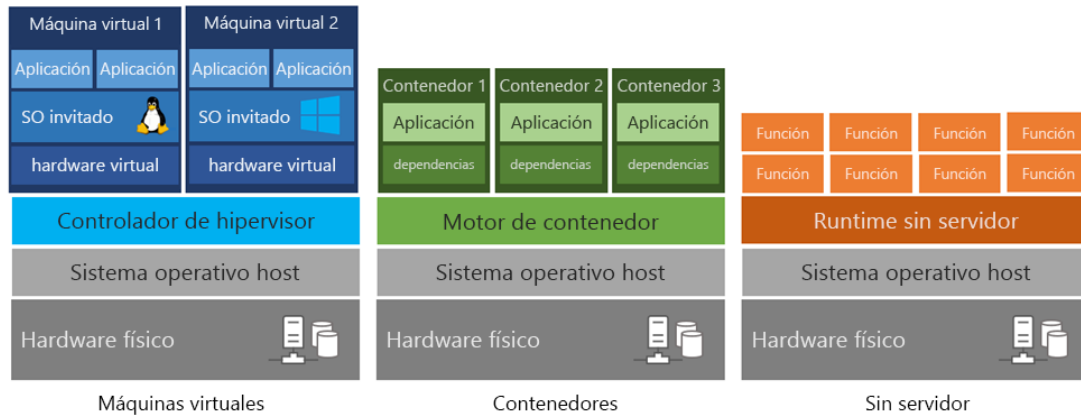 Máquina virtual 1
Aplicación Aplicación
SO invitado
hardware virtual
Máquina virtual 2
Aplicación Aplicación
SO invitado
hardware virtual
Controlador de hipervisor
Sistema operativo host
Hardware físico
Máquinas virtuales
Contenedor 1
Aplicación
dependencias
Contenedor 2
Aplicación
dependencias
Contenedor 3
Aplicación
dependencias
Motor de contenedor
Sistema operativo host
Hardware físico
Contenedores
Función Función Función Función
Función Función Función Función
Runtime sin servidor
Sistema operativo host
Hardware físico
Sin servidor